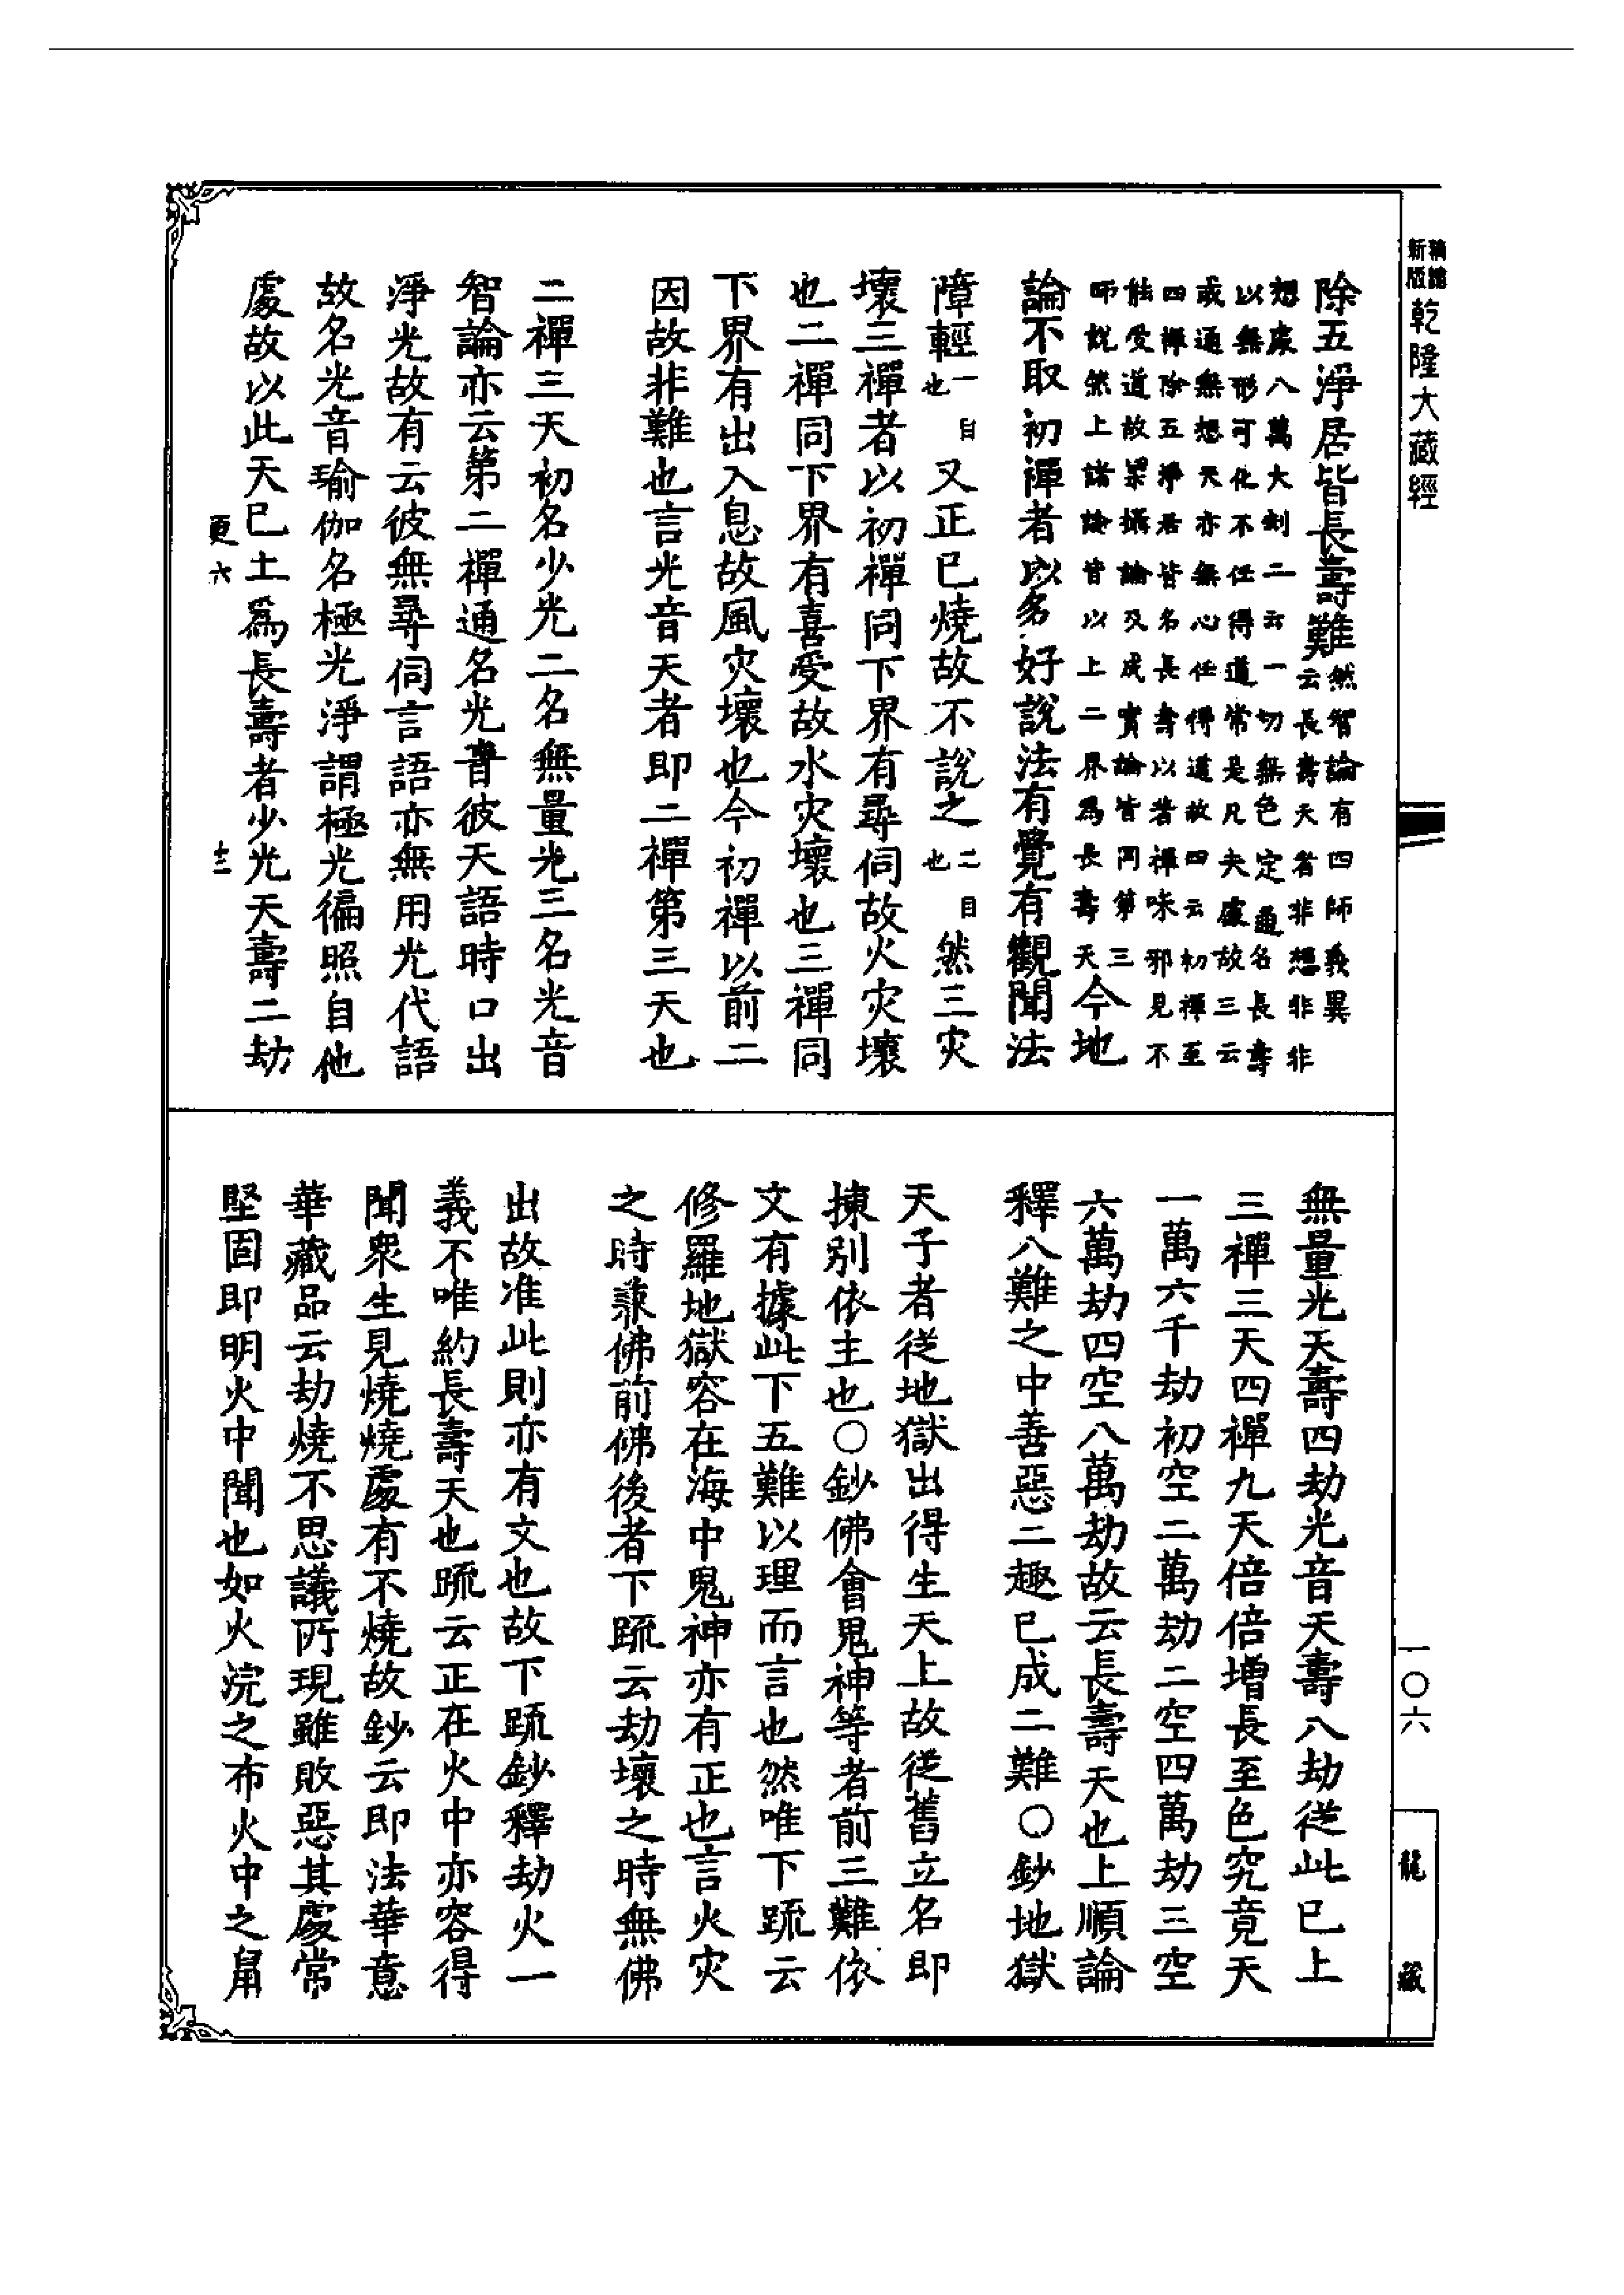 新版
精縮
乾隆大藏經
一〇六
龍藏
除五淨居皆長壽難
然智論有四師義異
云長壽天者非想非非
想處八萬大劫二云一切無色定通名長壽
以無形可化不任得道常是凡夫處故三云
或通無想天亦無心任得道故四云初禪至
四禪除五淨居皆名長壽以著禪味邪見不
能受道故梁攝論及成實論皆同第三
師說然上諸論皆以上二界為長壽天
今地
論不取初禪者以多好說法有覺有觀聞法
障輕
一目
也
又正已燒故不說之
二目
也
然三灾
壞三禪者以初禪同下界有尋伺故火灾壞
也二禪同下界有喜受故水灾壞也三禪同
下界有出入息故風灾壞也今初禪以前二
因故非難也言光音天者即二禪第三天也
二禪三天初名少光二名無量光三名光音
智論亦云第二禪通名光音彼天語時口出
淨光故有云彼無尋伺言語亦無用光代語
故名光音瑜伽名極光淨謂極光徧照自他
處故以此天已上爲長壽者少光天壽二劫
更六
十三
無量光天壽四劫光音天壽八劫從此已上
三禪三天四禪九天倍倍增長至色究竟天
一萬六千劫初空二萬劫二空四萬劫三空
六萬劫四空八萬劫故云長壽天也上順論
釋八難之中善惡二趣已成二難〇鈔地獄
天子者從地獄出得生天上故從舊立名即
揀別依主也〇鈔佛會鬼神等者前三難依
文有據此下五難以理而言也然唯下䟽云
修羅地獄容在海中鬼神亦有正也言火灾
之時兼佛前佛後者下䟽云劫壞之時無佛
出故准此則亦有文也故下䟽鈔釋劫火一
義不唯約長壽天也䟽云正在火中亦容得
聞衆生見燒燒處有不燒故鈔云即法華意
華藏品云劫燒不思議所現雖敗惡其處常
堅固即明火中聞也如火浣之布火中之鼠